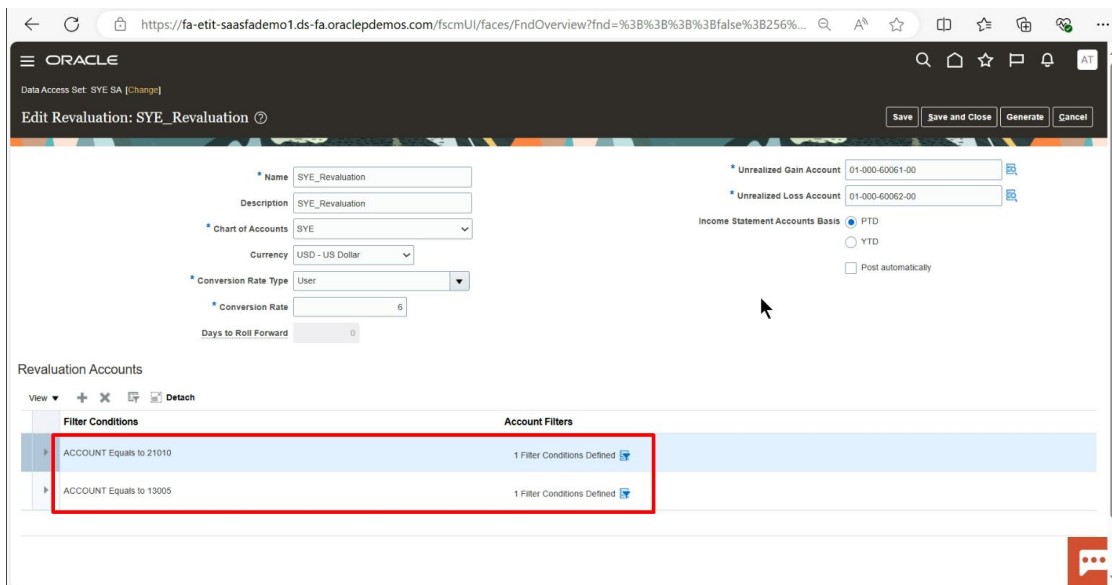 https://fa-etit-saasfademo1.ds-fa.oraclepdemos.com/fscmUI/faces/FndOverview?fnd=%3B%3B%3B%3Bfalse%3B256%...
ORACLE
AT
Data Access Set: SYE SA [Change]
Edit Revaluation: SYE_Revaluation
Save Save and Close Generate Cancel
* Name SYE_Revaluation
Description SYE_Revaluation
* Chart of Accounts SYE
Currency USD - US Dollar
* Conversion Rate Type User
* Conversion Rate 6
Days to Roll Forward 0
* Unrealized Gain Account 01-000-60061-00
* Unrealized Loss Account 01-000-60062-00
Income Statement Accounts Basis PTD
YTD
Post automatically
Revaluation Accounts
View Detach
Filter Conditions Account Filters
ACCOUNT Equals to 21010 1 Filter Conditions Defined
ACCOUNT Equals to 13005 1 Filter Conditions Defined